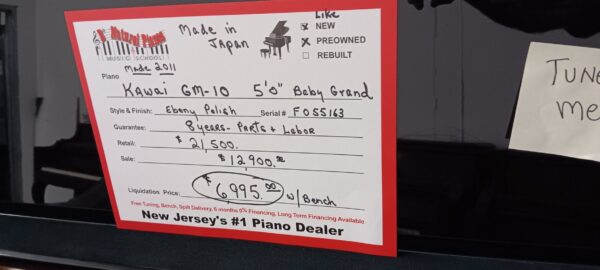 Made in
Japan
Like
NEW
PREOWNED
REBUILT
MUSIC SCHOOL
Made 2011
Piano
Kawai GM-10 5'0" Baby Grand
Style & Finish: Ebony Polish Serial# F055163
Guarantee: 8 years - Parts + Labor
Retail: $21,500.
Sale: $12,900.00
Liquidation Price: $6995.00 w/Bench
Free Tuning, Bench, Split Delivery, 6 months 0% Financing, Long Term Financing Available
New Jersey's #1 Piano Dealer
TUNE
me